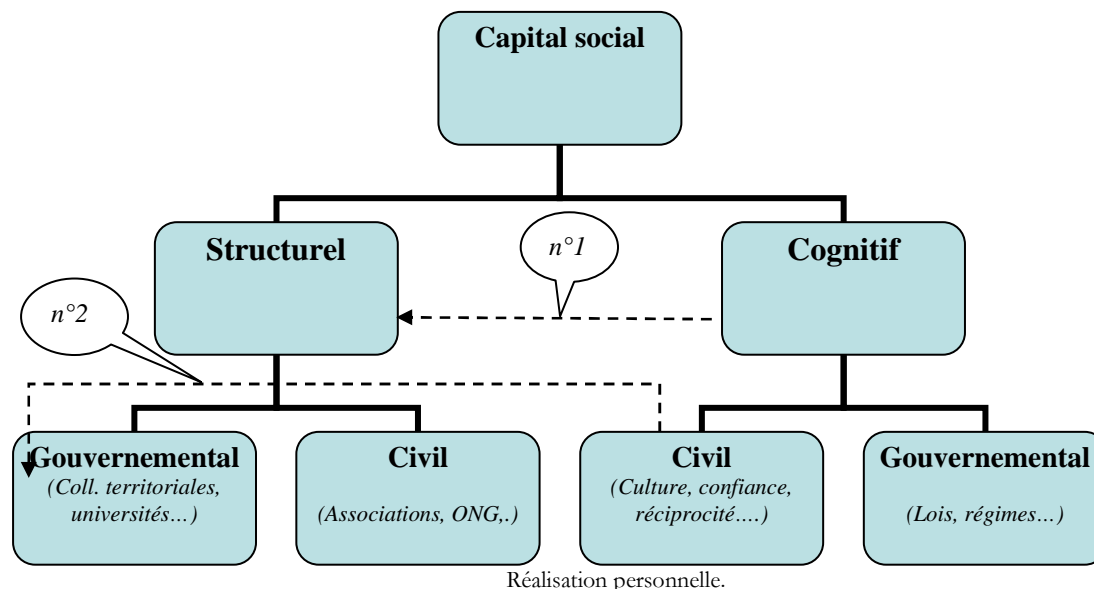 Capital social
Structurel
n°1
Cognitif
n°2
Gouvernemental
(Coll. territoriales,
universités…)
Civil
(Associations, ONG,.)
Civil
(Culture, confiance,
réciprocité….)
Gouvernemental
(Lois, régimes…)
Réalisation personnelle.